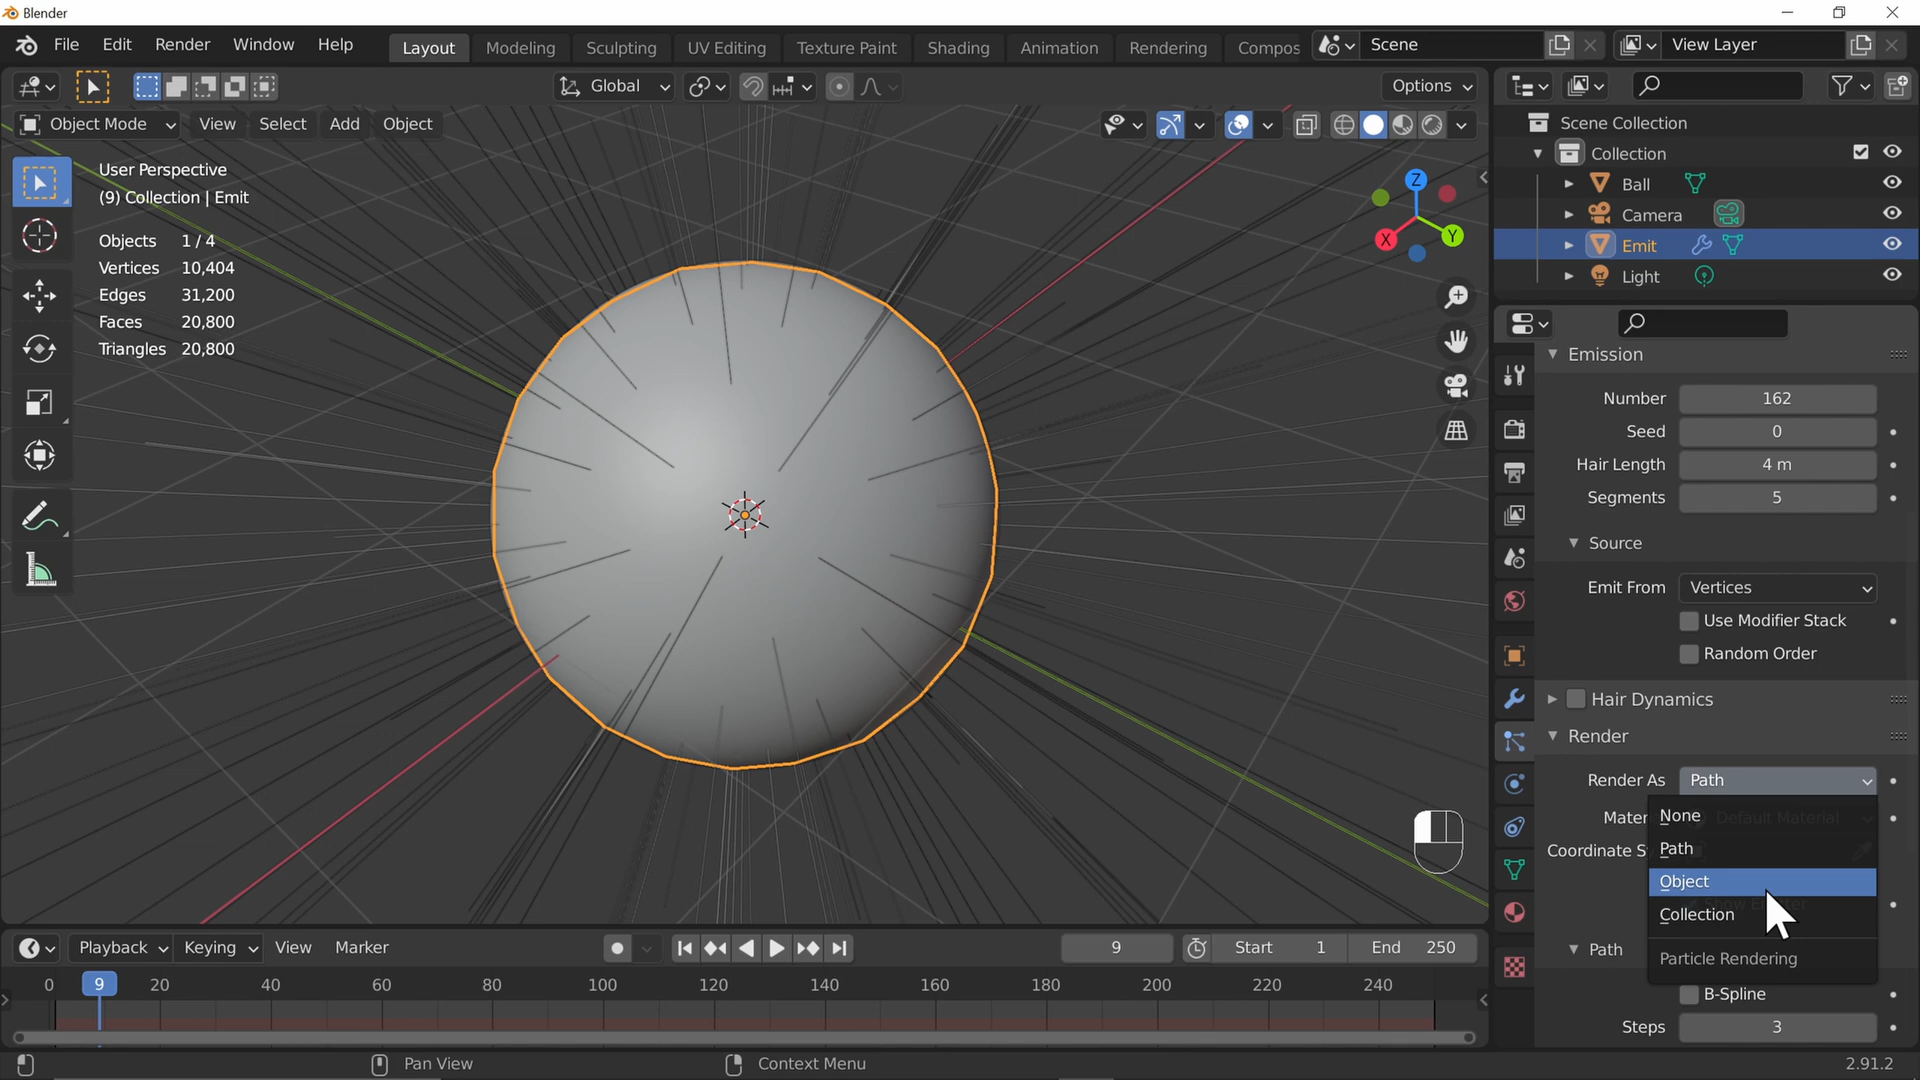 Blender
File Edit Render Window Help
Layout Modeling Sculpting UV Editing Texture Paint Shading Animation Rendering Compos
Scene
View Layer
Global
Options
Object Mode View Select Add Object
User Perspective
(9) Collection | Emit
Objects 1 / 4
Vertices 10,404
Edges 31,200
Faces 20,800
Triangles 20,800
Z
X
Y
Scene Collection
Collection
Ball
Camera
Emit
Light
Emission
Number 162
Seed 0
Hair Length 4 m
Segments 5
Source
Emit From Vertices
Use Modifier Stack
Random Order
Hair Dynamics
Render
Render As Path
Mater Default Material
Coordinate S
None
Path
Object
Show Emitter
Collection
Particle Rendering
Path
B-Spline
Steps 3
Playback Keying View Marker
9
Start 1
End 250
0 9 20 40 60 80 100 120 140 160 180 200 220 240
Pan View
Context Menu
2.91.2